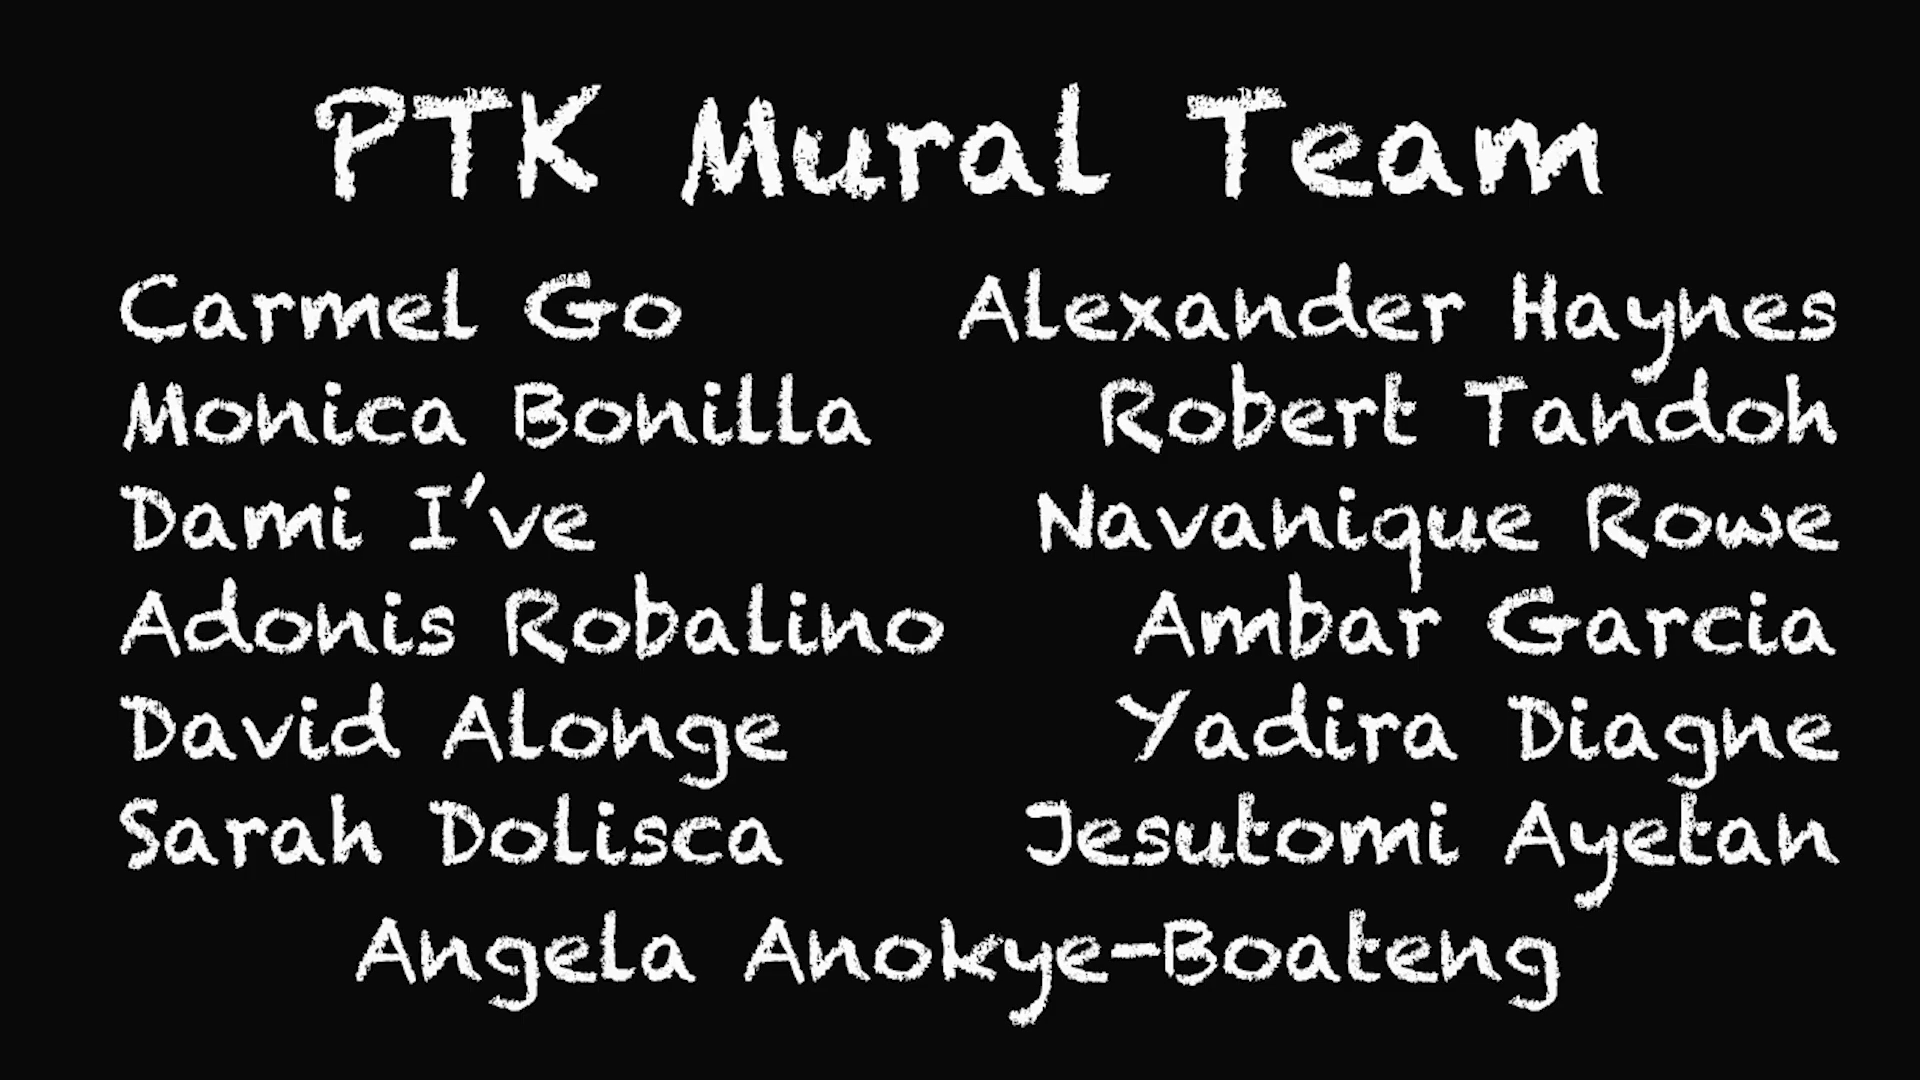 PTK Mural Team
Carmel Go Alexander Haynes
Monica Bonilla Robert Tandoh
Dami I've Navanique Rowe
Adonis Robalino Ambar Garcia
David Alonge Yadira Diagne
Sarah Dolisca Jesutomi Ayetan
Angela Anokye-Boateng